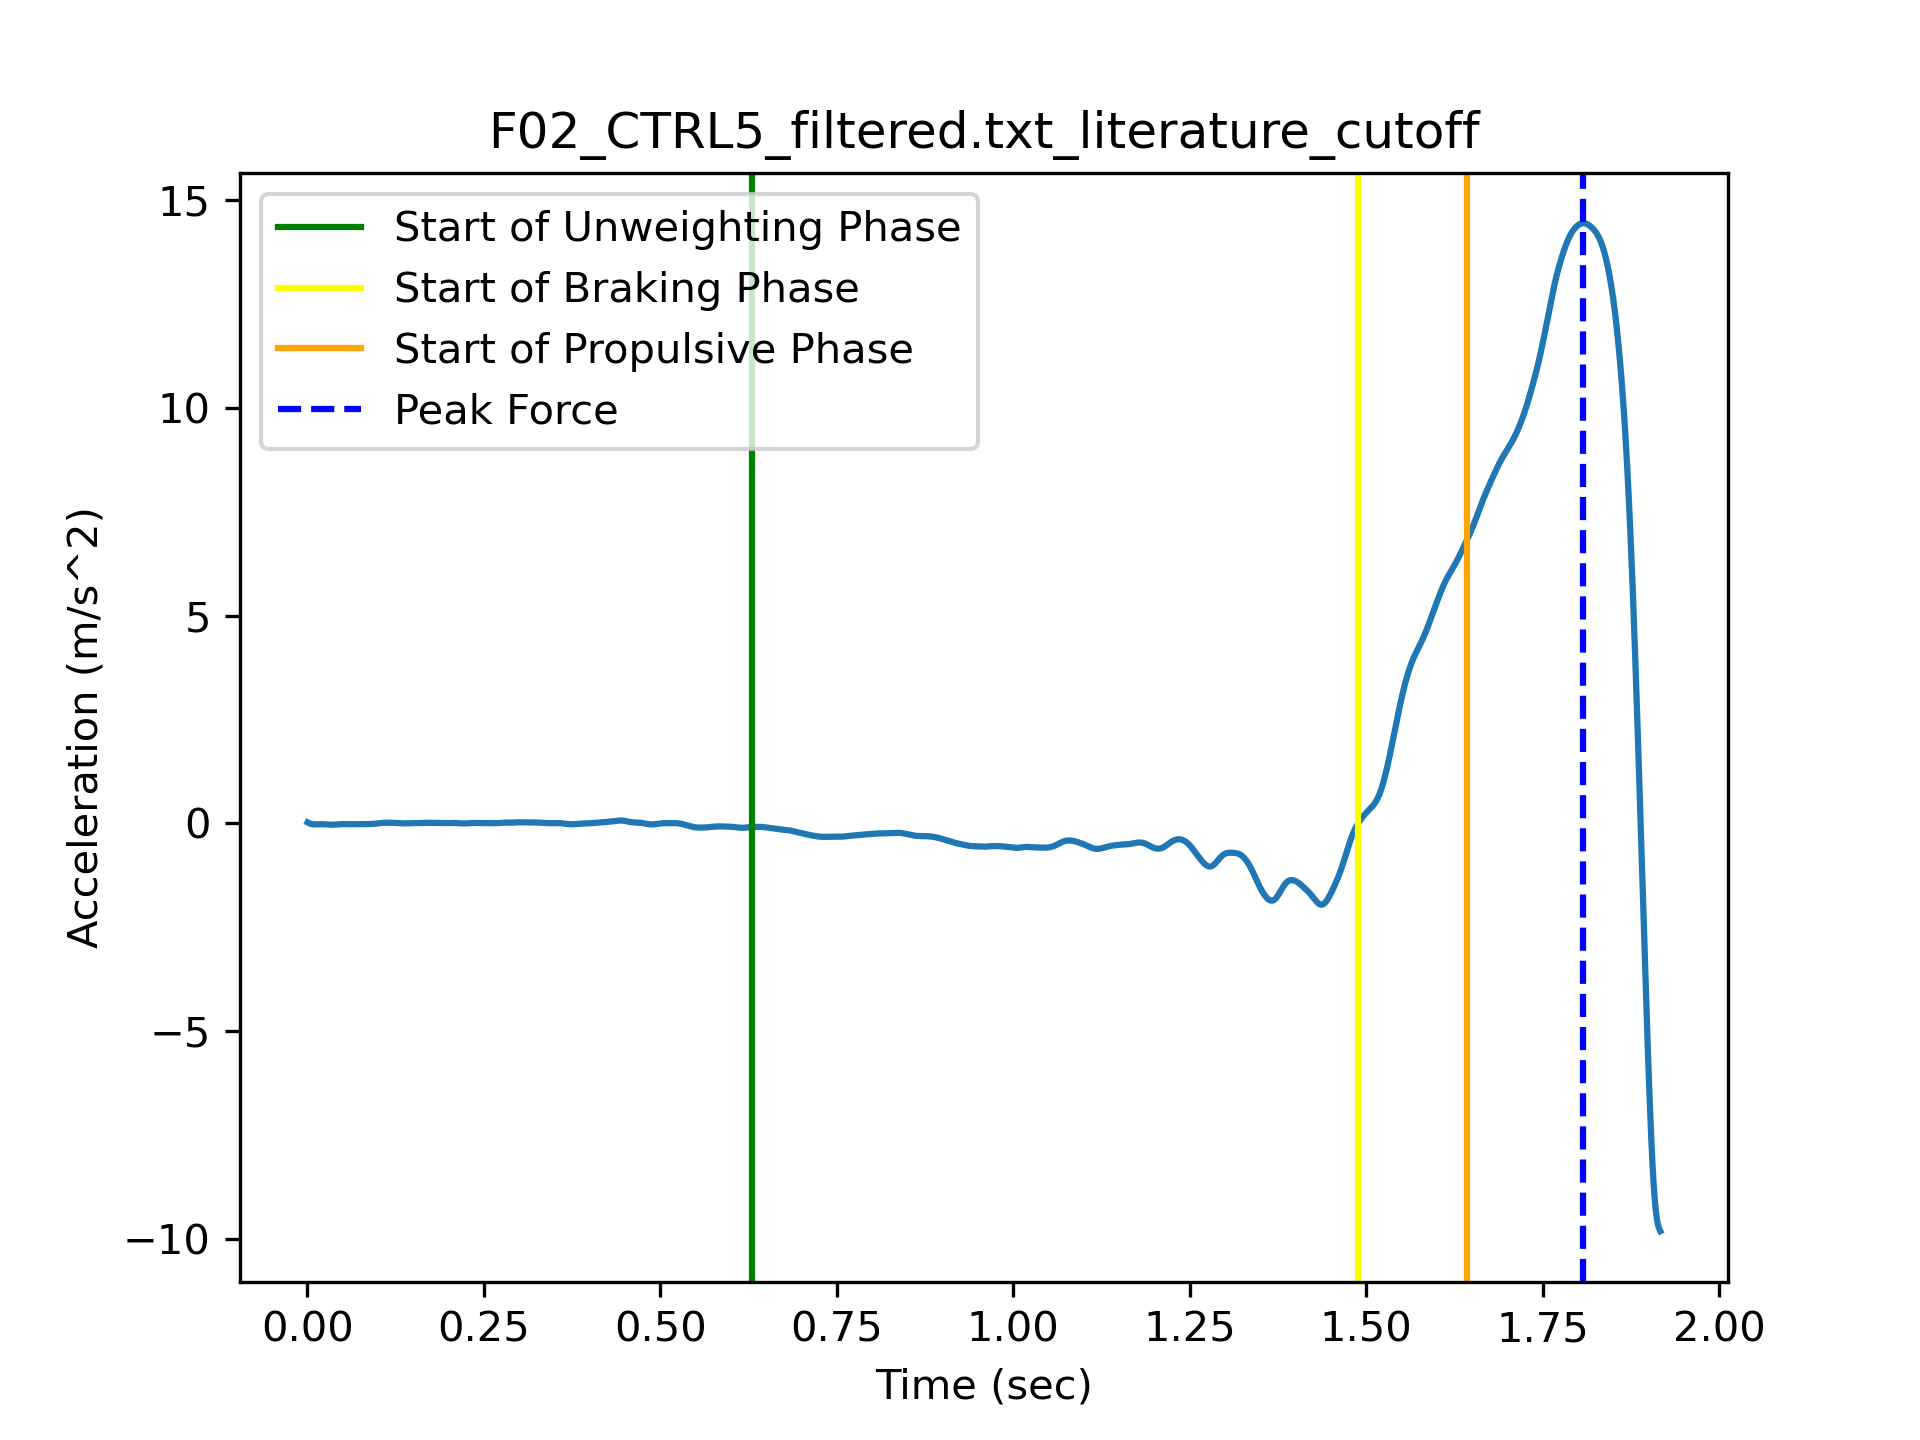 F02_CTRL5_filtered.txt_literature_cutoff
Start of Unweighting Phase
Start of Braking Phase
Start of Propulsive Phase
Peak Force
15
10
5
0
−5
−10
Acceleration (m/s^2)
0.00 0.25 0.50 0.75 1.00 1.25 1.50 1.75 2.00
Time (sec)